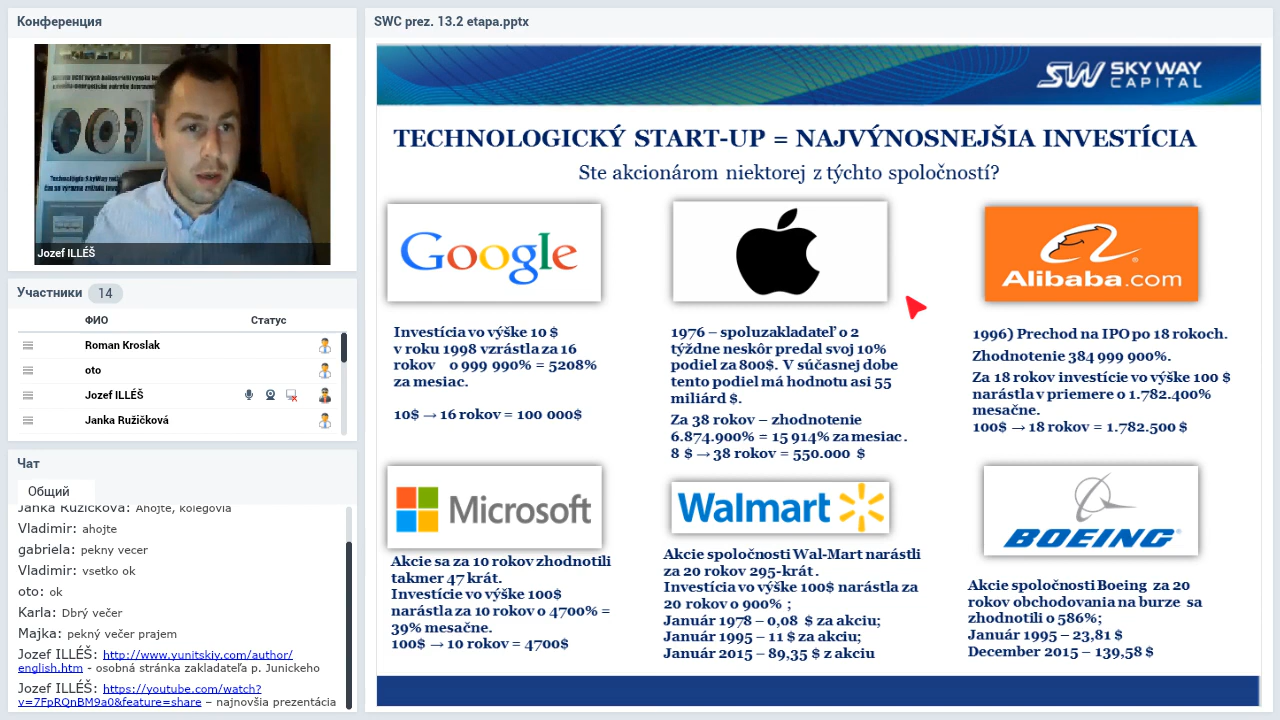 Конференция
Jozef ILLÉŠ
Участники 14
ФИО Статус
Roman Kroslak
oto
Jozef ILLÉŠ
Janka Ružičková
Чат
Общий
Janka Ružičková: Ahojte, kolegovia
Vladimir: ahojte
gabriela: pekny vecer
Vladimir: vsetko ok
oto: ok
Karla: Dbrý večer
Majka: pekný večer prajem
Jozef ILLÉŠ: http://www.yunitskiy.com/author/
english.htm - osobná stránka zakladateľa p. Junickeho
Jozef ILLÉŠ: https://youtube.com/watch?
v=7FpRQnBM9a0&feature=share – najnovšia prezentácia
SWC prez. 13.2 etapa.pptx
SW SKY WAY
CAPITAL
TECHNOLOGICKÝ START-UP = NAJVÝNOSNEJŠIA INVESTÍCIA
Ste akcionárom niektorej z týchto spoločností?
Google
Investícia vo výške 10 $
v roku 1998 vzrástla za 16
rokov o 999 990% = 5208%
za mesiac.
10$ → 16 rokov = 100 000$
1976 – spoluzakladateľ o 2
týždne neskôr predal svoj 10%
podiel za 800$. V súčasnej dobe
tento podiel má hodnotu asi 55
miliárd $.
Za 38 rokov – zhodnotenie
6.874.900% = 15 914% za mesiac.
8 $ → 38 rokov = 550.000 $
Alibaba.com
1996) Prechod na IPO po 18 rokoch.
Zhodnotenie 384 999 900%.
Za 18 rokov investície vo výške 100 $
narástla v priemere o 1.782.400%
mesačne.
100$ → 18 rokov = 1.782.500 $
Microsoft
Akcie sa za 10 rokov zhodnotili
takmer 47 krát.
Investície vo výške 100$
narástla za 10 rokov o 4700% =
39% mesačne.
100$ → 10 rokov = 4700$
Walmart
Akcie spoločnosti Wal-Mart narástli
za 20 rokov 295-krát.
Investícia vo výške 100$ narástla za
20 rokov o 900% ;
Január 1978 – 0,08 $ za akciu;
Január 1995 – 11 $ za akciu;
Január 2015 – 89,35 $ z akciu
BOEING
Akcie spoločnosti Boeing za 20
rokov obchodovania na burze sa
zhodnotili o 586%;
Január 1995 – 23,81 $
December 2015 – 139,58 $